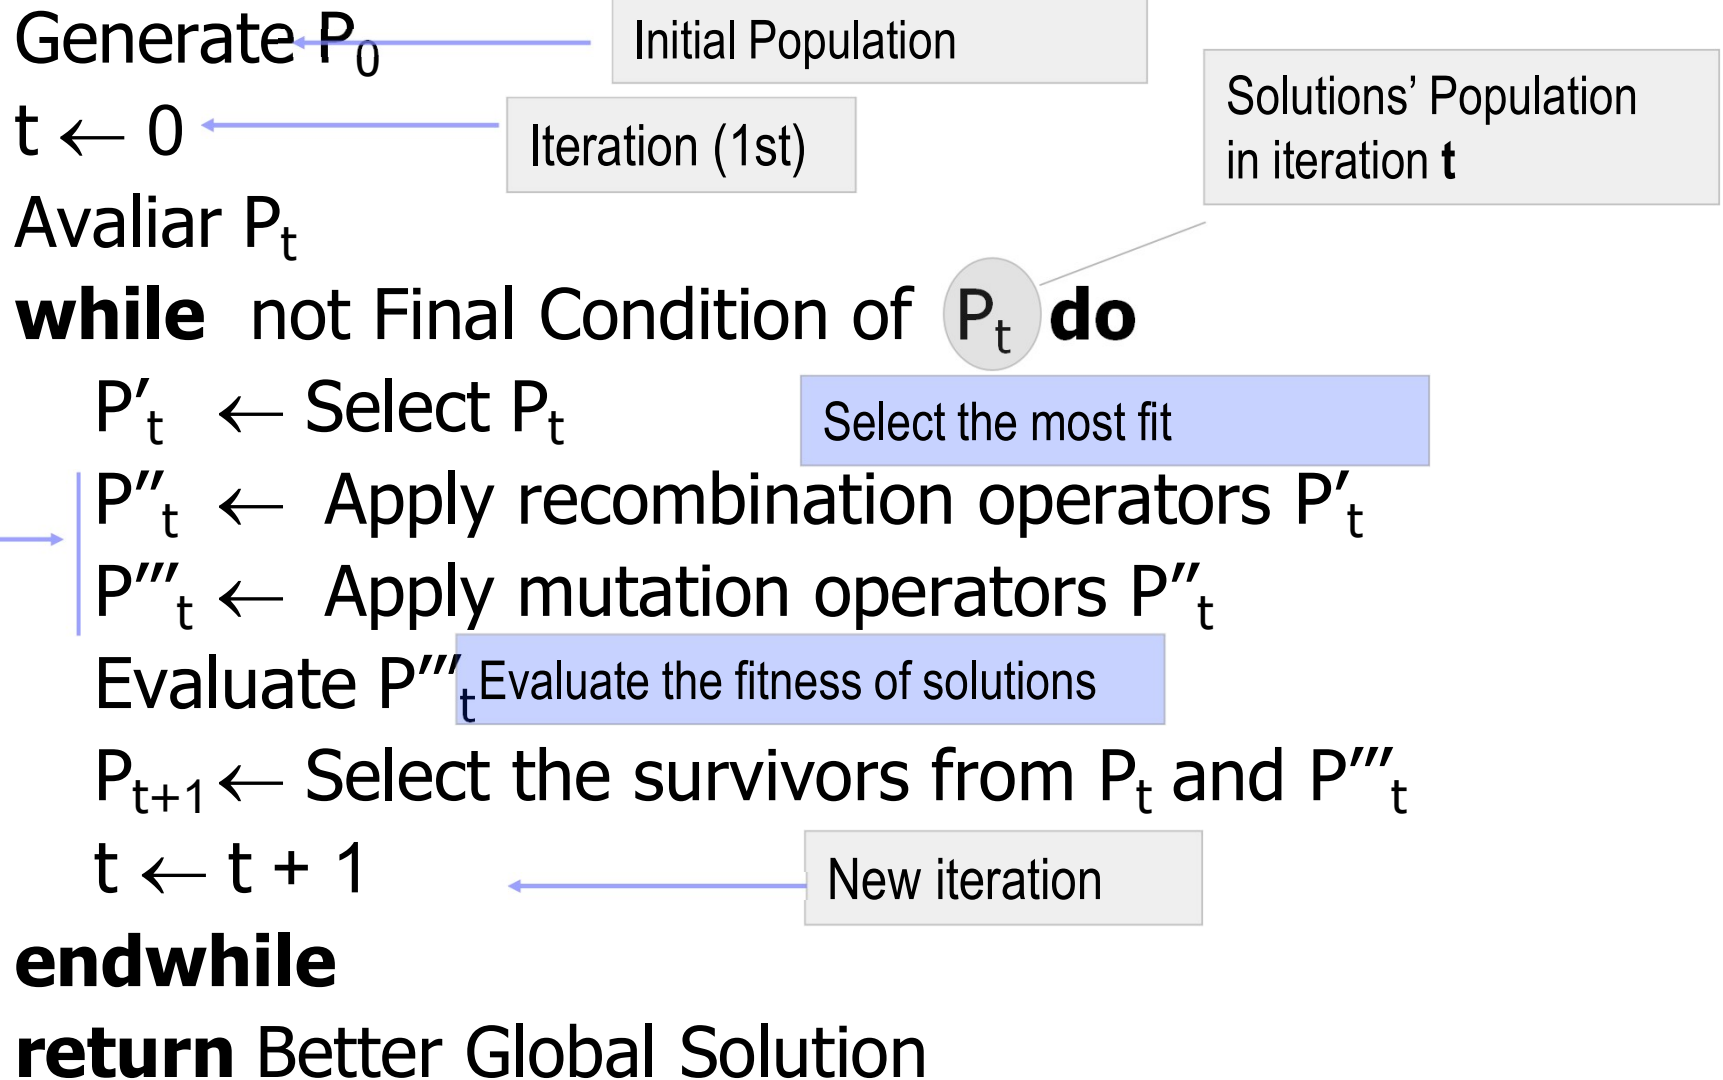 Generate P₀
Initial Population
t ← 0
Iteration (1st)
Solutions’ Population
in iteration t
Avaliar Pₜ
while not Final Condition of Pₜ do
P′ₜ ← Select Pₜ
Select the most fit
P″ₜ ← Apply recombination operators P′ₜ
P‴ₜ ← Apply mutation operators P″ₜ
Evaluate P‴ₜ
Evaluate the fitness of solutions
Pₜ₊₁ ← Select the survivors from Pₜ and P‴ₜ
t ← t + 1
New iteration
endwhile
return Better Global Solution